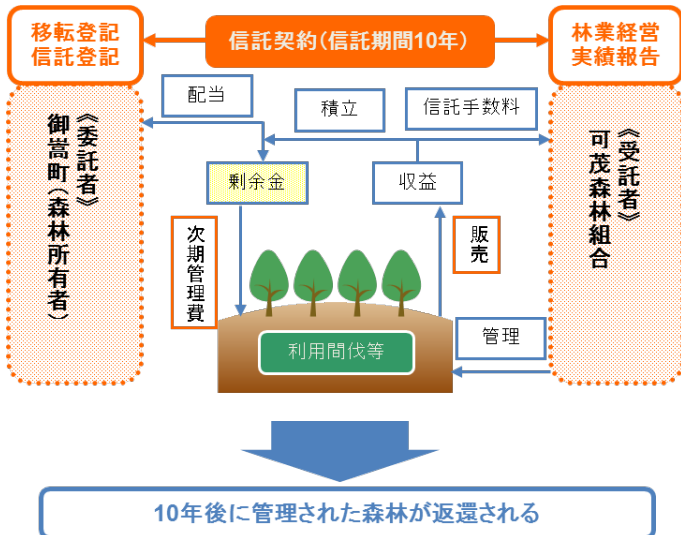 移転登記
信託登記
信託契約(信託期間10年)
林業経営
実績報告
配当
積立
信託手数料
《委託者》
御嵩町(森林所有者)
剰余金
収益
《受託者》
可茂森林組合
次期管理費
販売
利用間代等
管理
10年後に管理された森林が返還される